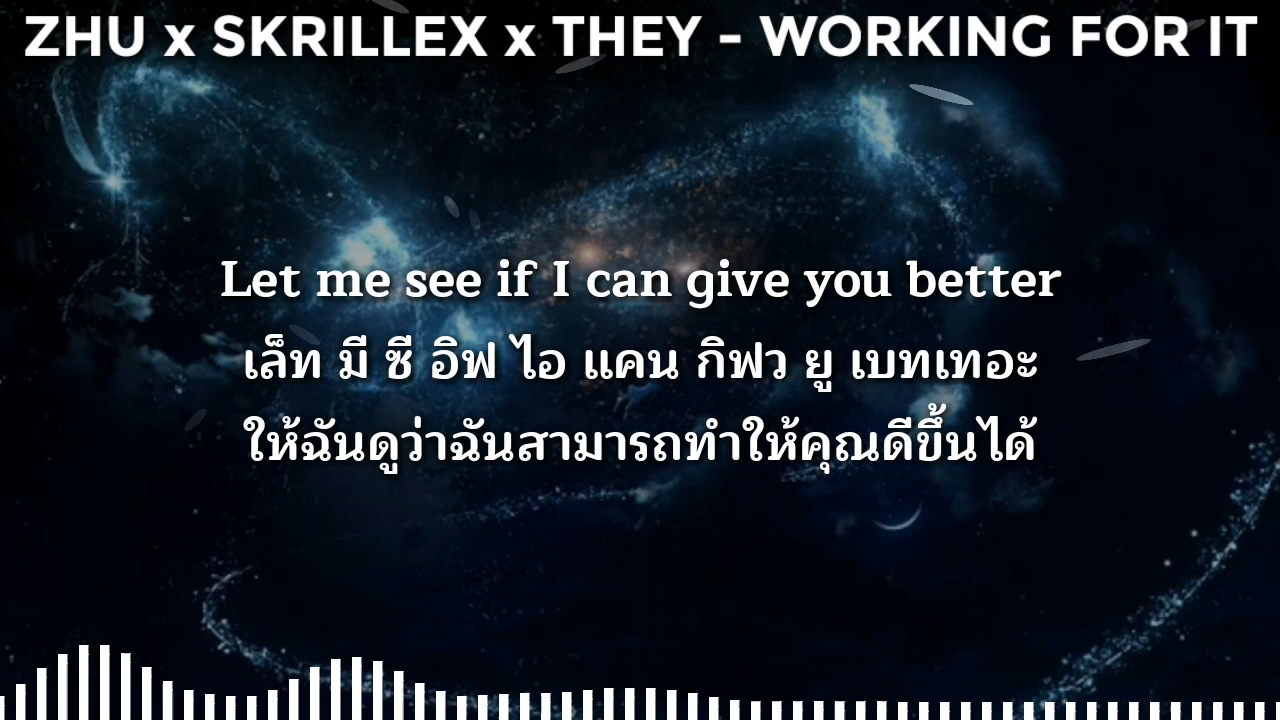 ZHU x SKRILLEX x THEY - WORKING FOR IT
Let me see if I can give you better
เล็ท มี ซี อิฟ ไอ แคน กิฟว ยู เบทเทอะ
ให้ฉันดูว่าฉันสามารถทำให้คุณดีขึ้นได้